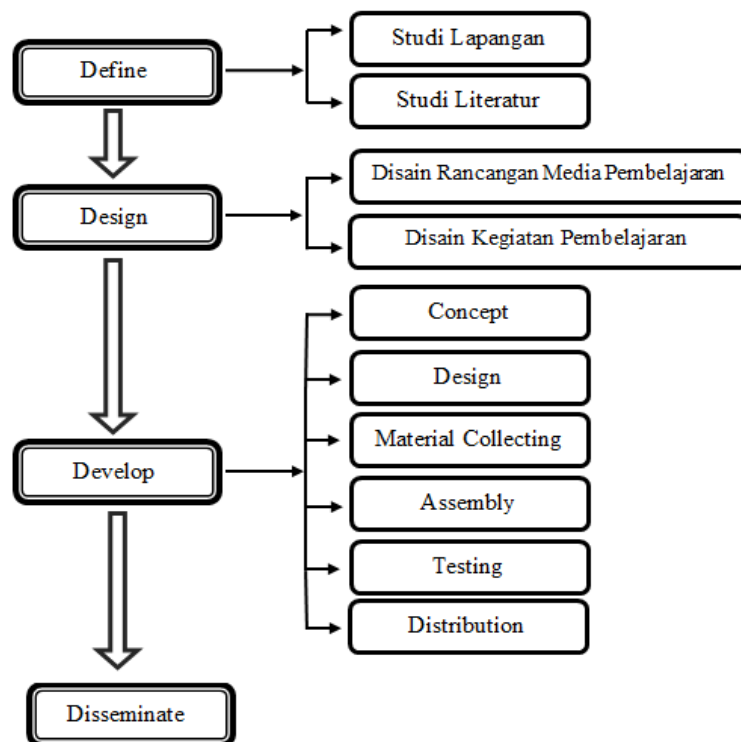 Define
Studi Lapangan
Studi Literatur
Design
Disain Rancangan Media Pembelajaran
Disain Kegiatan Pembelajaran
Develop
Concept
Design
Material Collecting
Assembly
Testing
Distribution
Disseminate